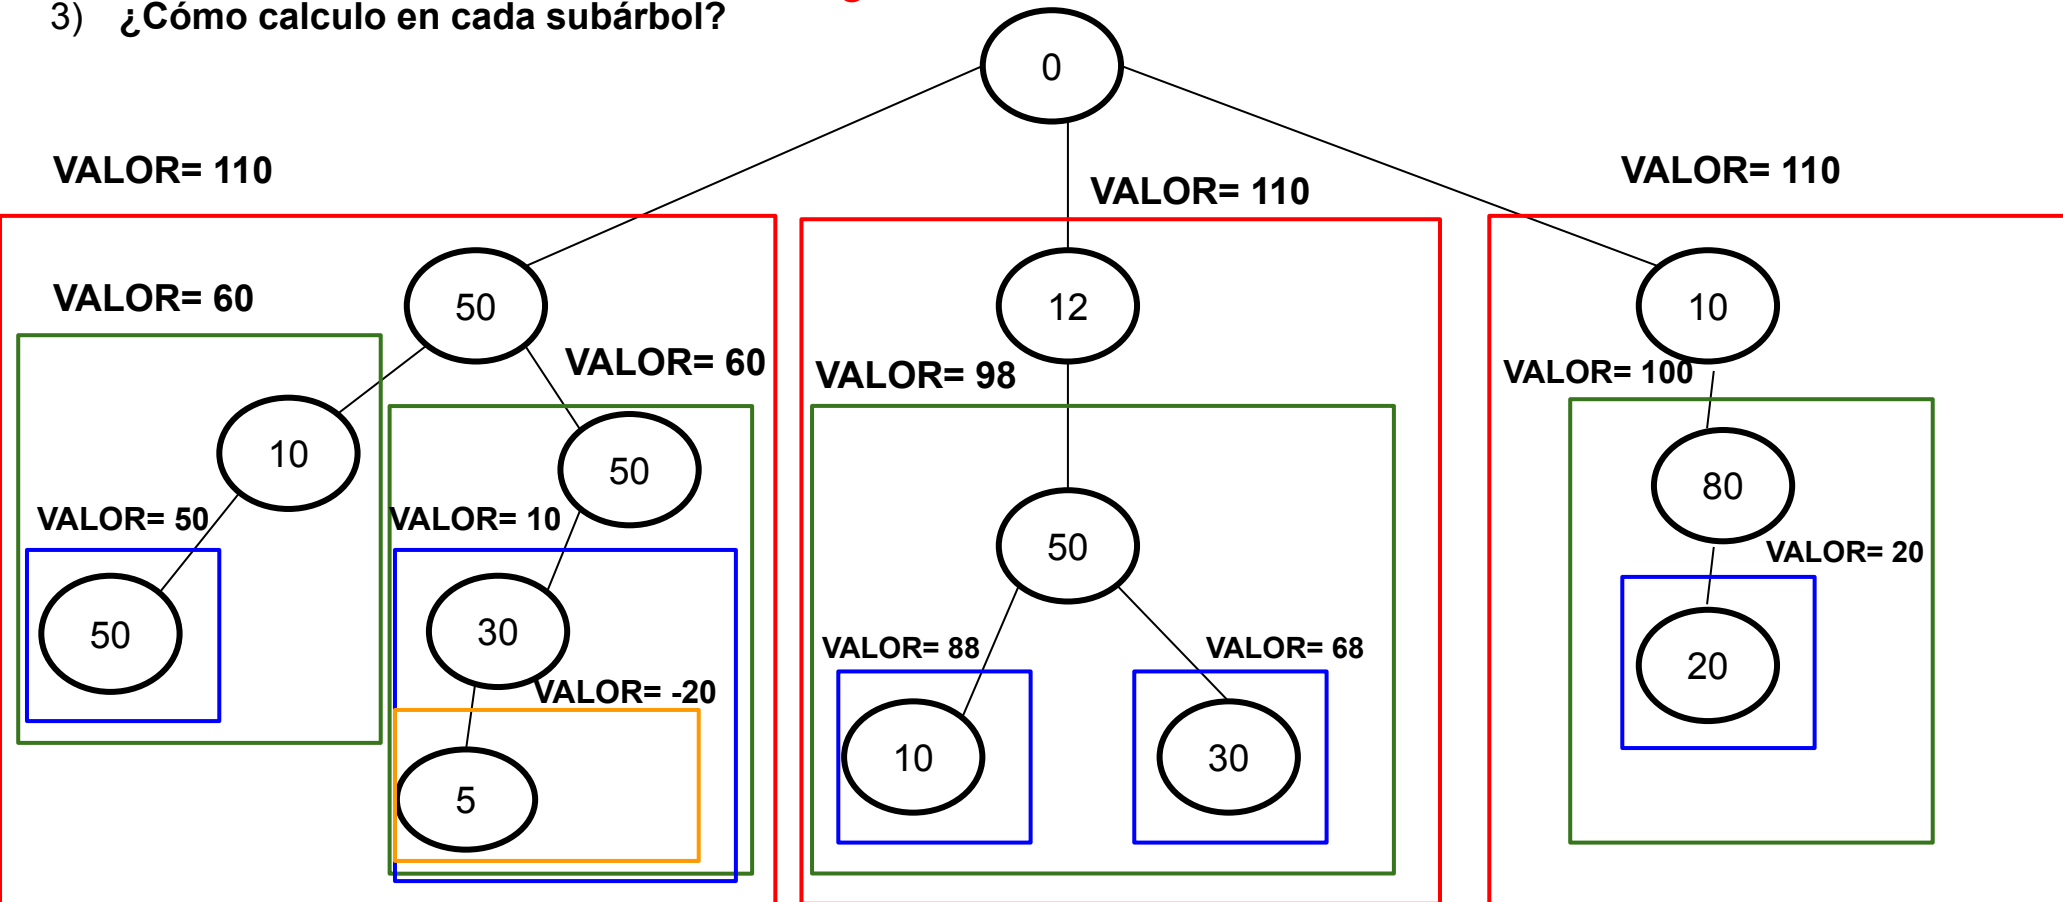 3) ¿Cómo calculo en cada subárbol?
0
VALOR= 110
VALOR= 110
VALOR= 110
50
12
10
VALOR= 60
VALOR= 60
VALOR= 98
VALOR= 100
10
50
80
VALOR= 50
VALOR= 10
50
VALOR= 20
50
30
VALOR= 88
VALOR= 68
20
VALOR= -20
5
10
30